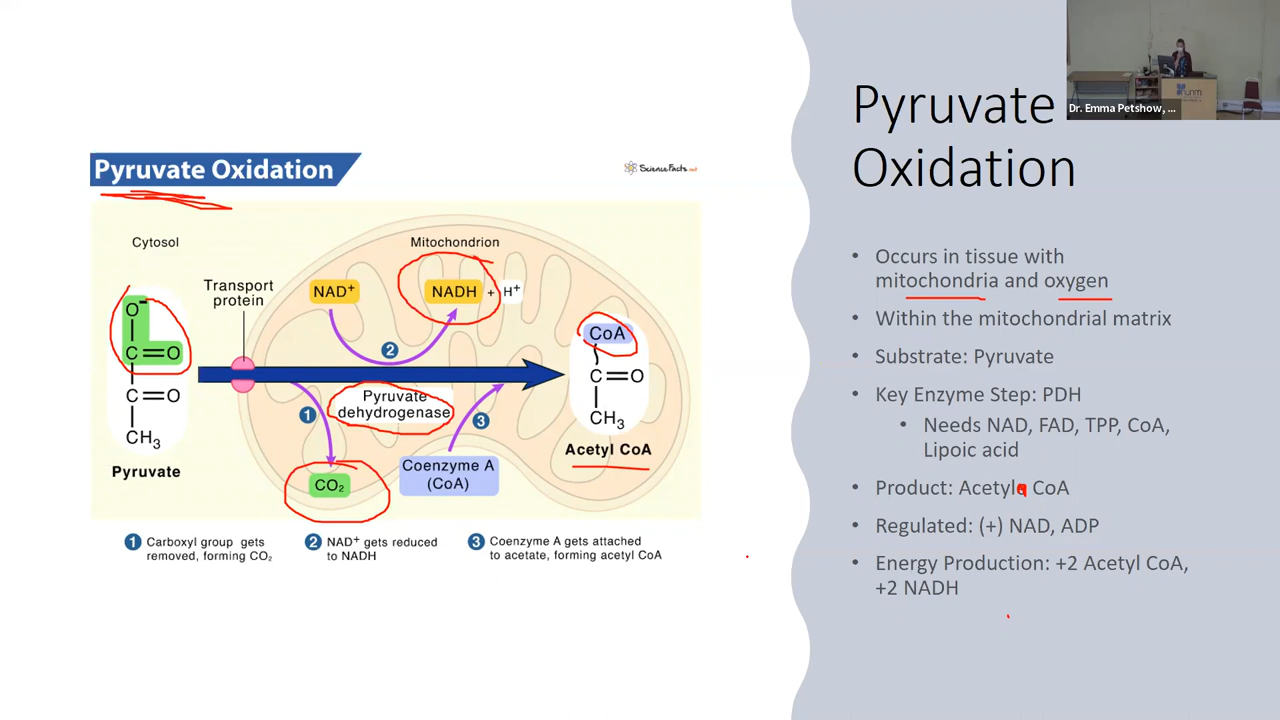 Pyruvate
Oxidation
Dr. Emma Petshow, ...
UNM
Pyruvate Oxidation
ScienceFacts.net
Cytosol
Mitochondrion
Transport
protein
NAD+
NADH + H+
O-
C=O
C=O
CH3
Pyruvate
2
1
Pyruvate
dehydrogenase
3
CO2
Coenzyme A
(CoA)
CoA
C=O
CH3
Acetyl CoA
1 Carboxyl group gets
removed, forming CO2
2 NAD+ gets reduced
to NADH
3 Coenzyme A gets attached
to acetate, forming acetyl CoA
• Occurs in tissue with
mitochondria and oxygen
• Within the mitochondrial matrix
• Substrate: Pyruvate
• Key Enzyme Step: PDH
• Needs NAD, FAD, TPP, CoA,
Lipoic acid
• Product: Acetyle CoA
• Regulated: (+) NAD, ADP
• Energy Production: +2 Acetyl CoA,
+2 NADH